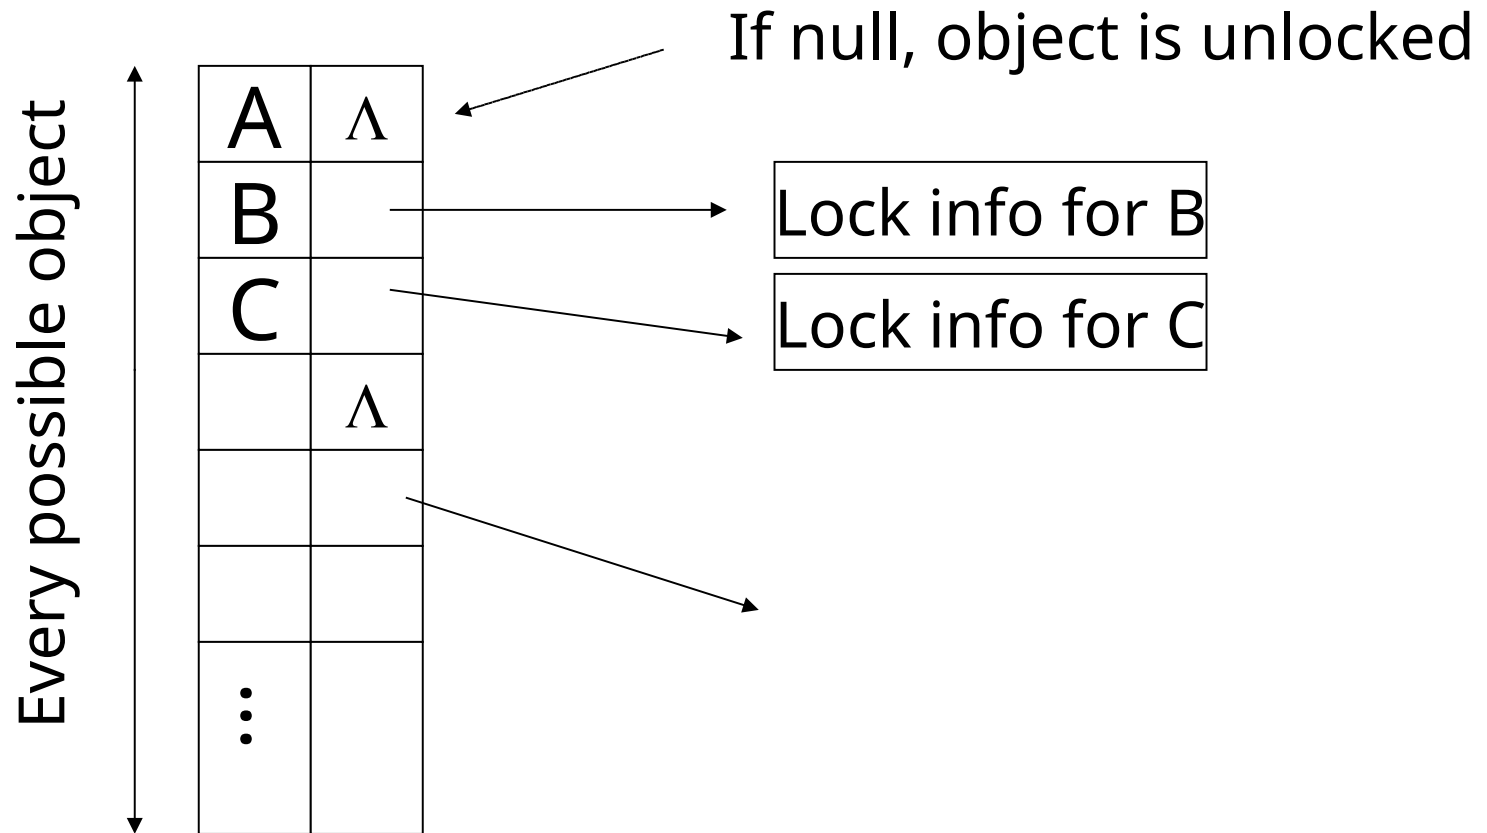 If null, object is unlocked
Every possible object
A Λ
B
Lock info for B
C
Lock info for C
Λ
⋮